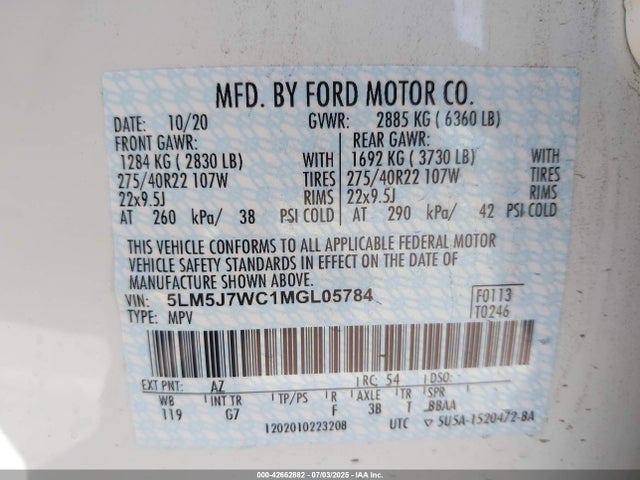 MFD. BY FORD MOTOR CO.
DATE: 10/20 GVWR: 2885 KG ( 6360 LB)
FRONT GAWR: REAR GAWR:
1284 KG ( 2830 LB) WITH 1692 KG ( 3730 LB) WITH
275/40R22 107W TIRES 275/40R22 107W TIRES
22x9.5J RIMS 22x9.5J RIMS
AT 260 kPa/ 38 PSI COLD AT 290 kPa/ 42 PSI COLD
THIS VEHICLE CONFORMS TO ALL APPLICABLE FEDERAL MOTOR
VEHICLE SAFETY STANDARDS IN EFFECT ON THE DATE OF
MANUFACTURE SHOWN ABOVE.
VIN: 5LM5J7WC1MGL05784 F0113
TYPE: MPV T0246
EXT PNT: AZ RC: 54 DSO:
WB INT TR TP/PS R AXLE TR SPR
119 G7 F 3B T BBAA
1202010223208 UTC ▽ 5U5A-1520472-BA
000-42662882 - 07/03/2025 - IAAI.COM